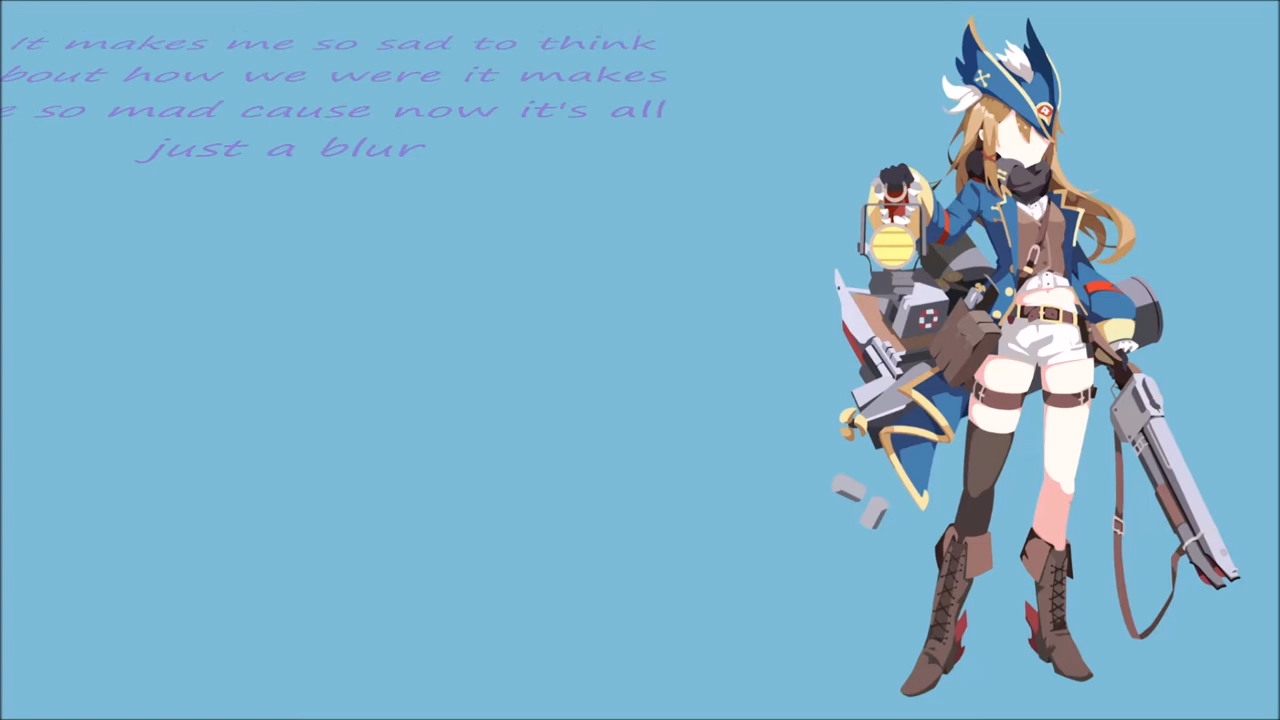 It makes me so sad to think
bout how we were it makes
e so mad cause now it's all
just a blur